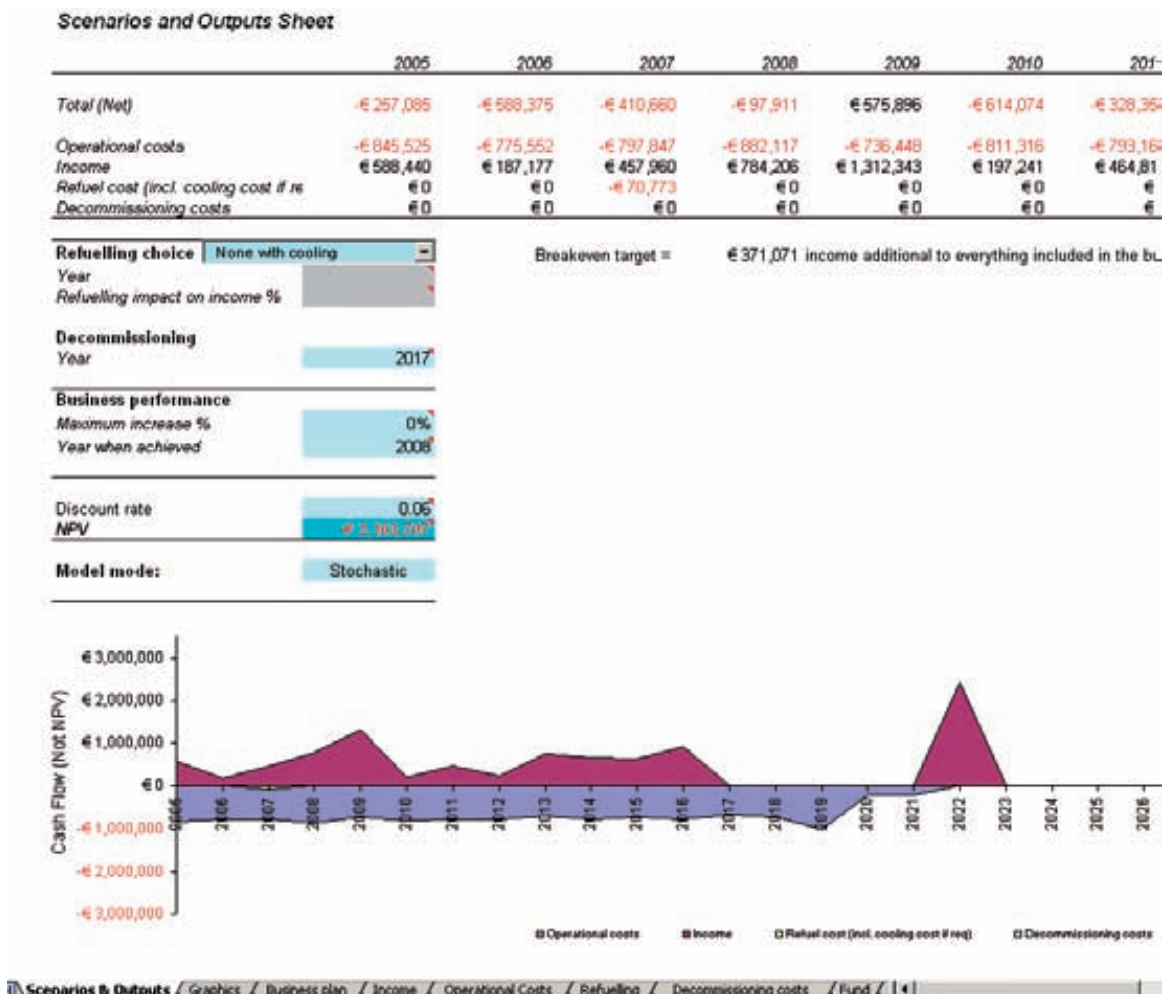 Scenarios and Outputs Sheet
2005 2006 2007 2008 2009 2010 201
Total (Net) -€ 257,085 -€ 588,375 -€ 410,660 -€ 97,911 € 575,896 -€ 614,074 -€ 328,354
Operational costs -€ 845,525 -€ 775,552 -€ 797,847 -€ 882,117 -€ 736,448 -€ 811,316 -€ 793,164
Income € 588,440 € 187,177 € 457,960 € 784,206 € 1,312,343 € 197,241 € 464,81
Refuel cost (incl. cooling cost if re € 0 € 0 -€ 70,773 € 0 € 0 € 0 €
Decommissioning costs € 0 € 0 € 0 € 0 € 0 € 0 €
Refuelling choice None with cooling Breakeven target = € 371,071 income additional to everything included in the bu
Year
Refuelling impact on income %
Decommissioning
Year 2017
Business performance
Maximum increase % 0%
Year when achieved 2008
Discount rate 0.06
NPV
Model mode: Stochastic
€ 3,000,000
€ 2,000,000
€ 1,000,000
€ 0
-€ 1,000,000
-€ 2,000,000
-€ 3,000,000
Cash Flow (Not NPV)
2005 2006 2007 2008 2009 2010 2011 2012 2013 2014 2015 2016 2017 2018 2019 2020 2021 2022 2023 2024 2025 2026
Operational costs Income Refuel cost (incl. cooling cost if req) Decommissioning costs
Scenarios & Outputs / Graphics / Business plan / Income / Operational Costs / Refuelling / Decommissioning costs / Fund /